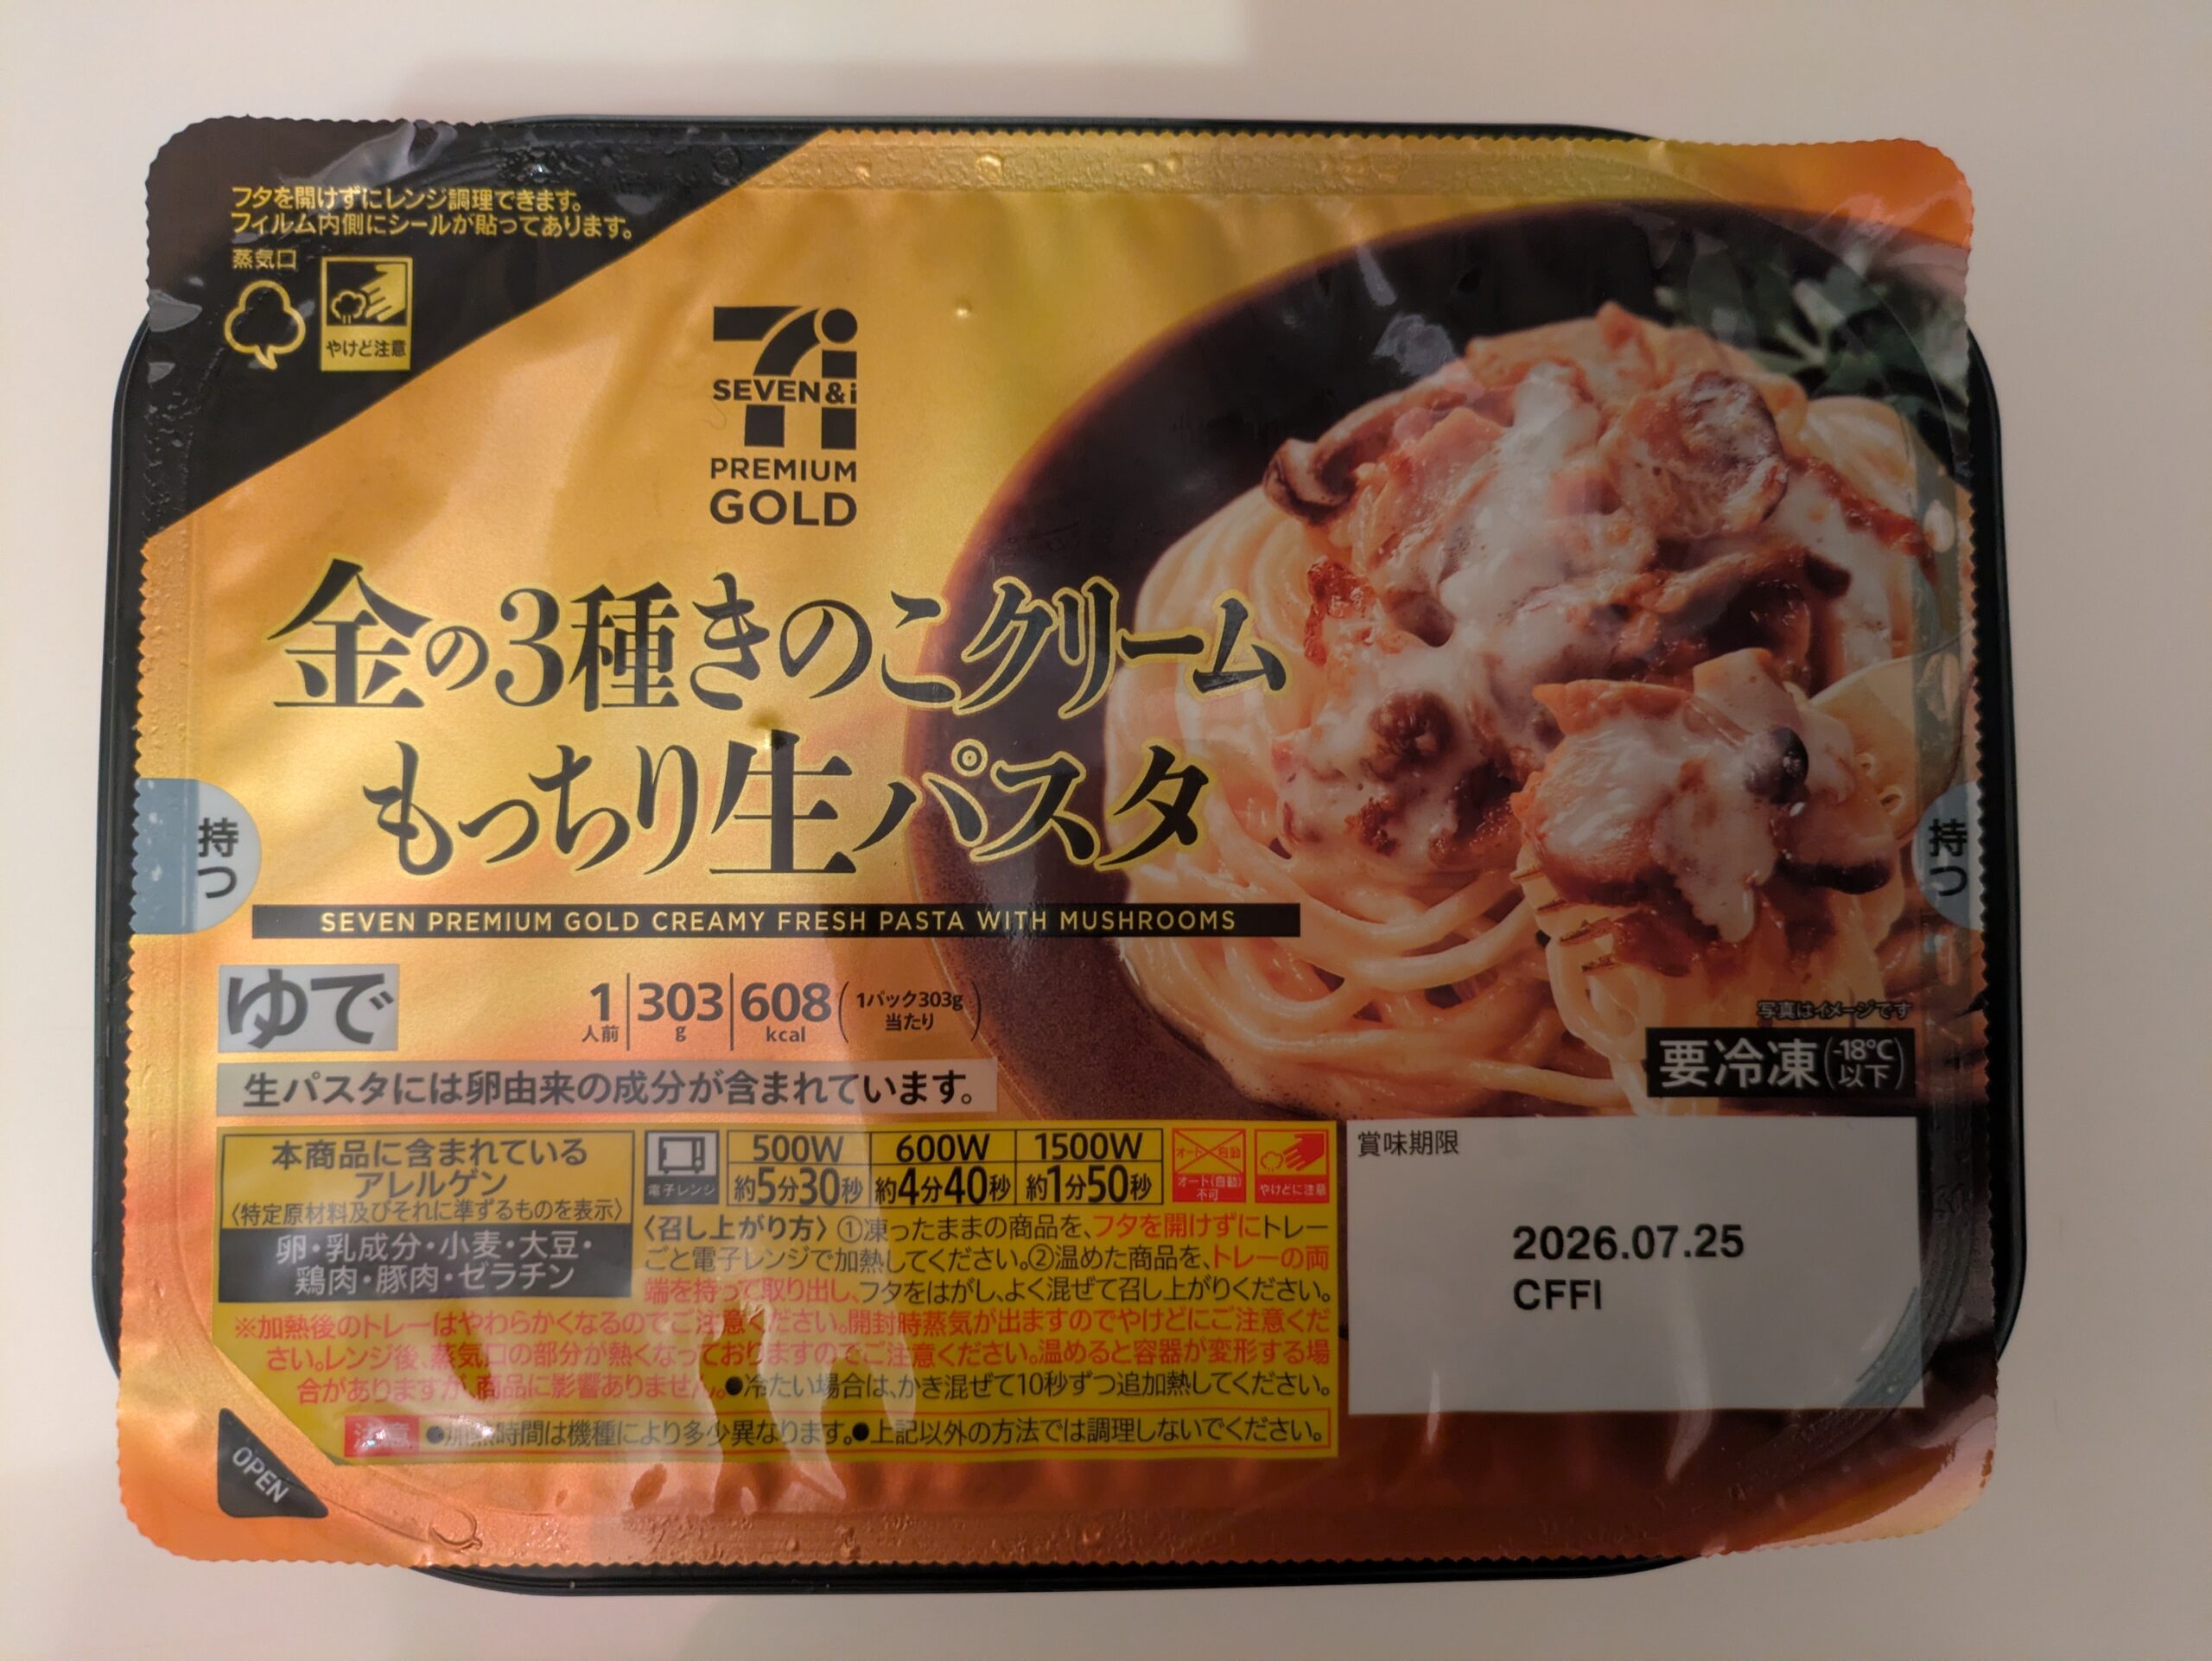 フタを開けずにレンジ調理できます。
フィルム内側にシールが貼ってあります。
蒸気口
やけど注意
SEVEN&i
PREMIUM
GOLD
金の3種きのこクリーム
もっちり生パスタ
持つ
持つ
SEVEN PREMIUM GOLD CREAMY FRESH PASTA WITH MUSHROOMS
ゆで
1人前 303g 608kcal (1パック303g当たり)
写真はイメージです
要冷凍(-18℃以下)
生パスタには卵由来の成分が含まれています。
本商品に含まれている
アレルゲン
〈特定原材料及びそれに準ずるものを表示〉
卵・乳成分・小麦・大豆・
鶏肉・豚肉・ゼラチン
電子レンジ
500W 600W 1500W
約5分30秒 約4分40秒 約1分50秒
オート 自動
オート(自動)不可
やけどに注意
〈召し上がり方〉①凍ったままの商品を、フタを開けずにトレー
ごと電子レンジで加熱してください。②温めた商品を、トレーの両
端を持って取り出し、フタをはがし、よく混ぜて召し上がりください。
※加熱後のトレーはやわらかくなるのでご注意ください。開封時蒸気が出ますのでやけどにご注意くだ
さい。レンジ後、蒸気口の部分が熱くなっておりますのでご注意ください。温めると容器が変形する場
合がありますが、商品に影響ありません。●冷たい場合は、かき混ぜて10秒ずつ追加熱してください。
注意 ●加熱時間は機種により多少異なります。●上記以外の方法では調理しないでください。
賞味期限
2026.07.25
CFFI
OPEN